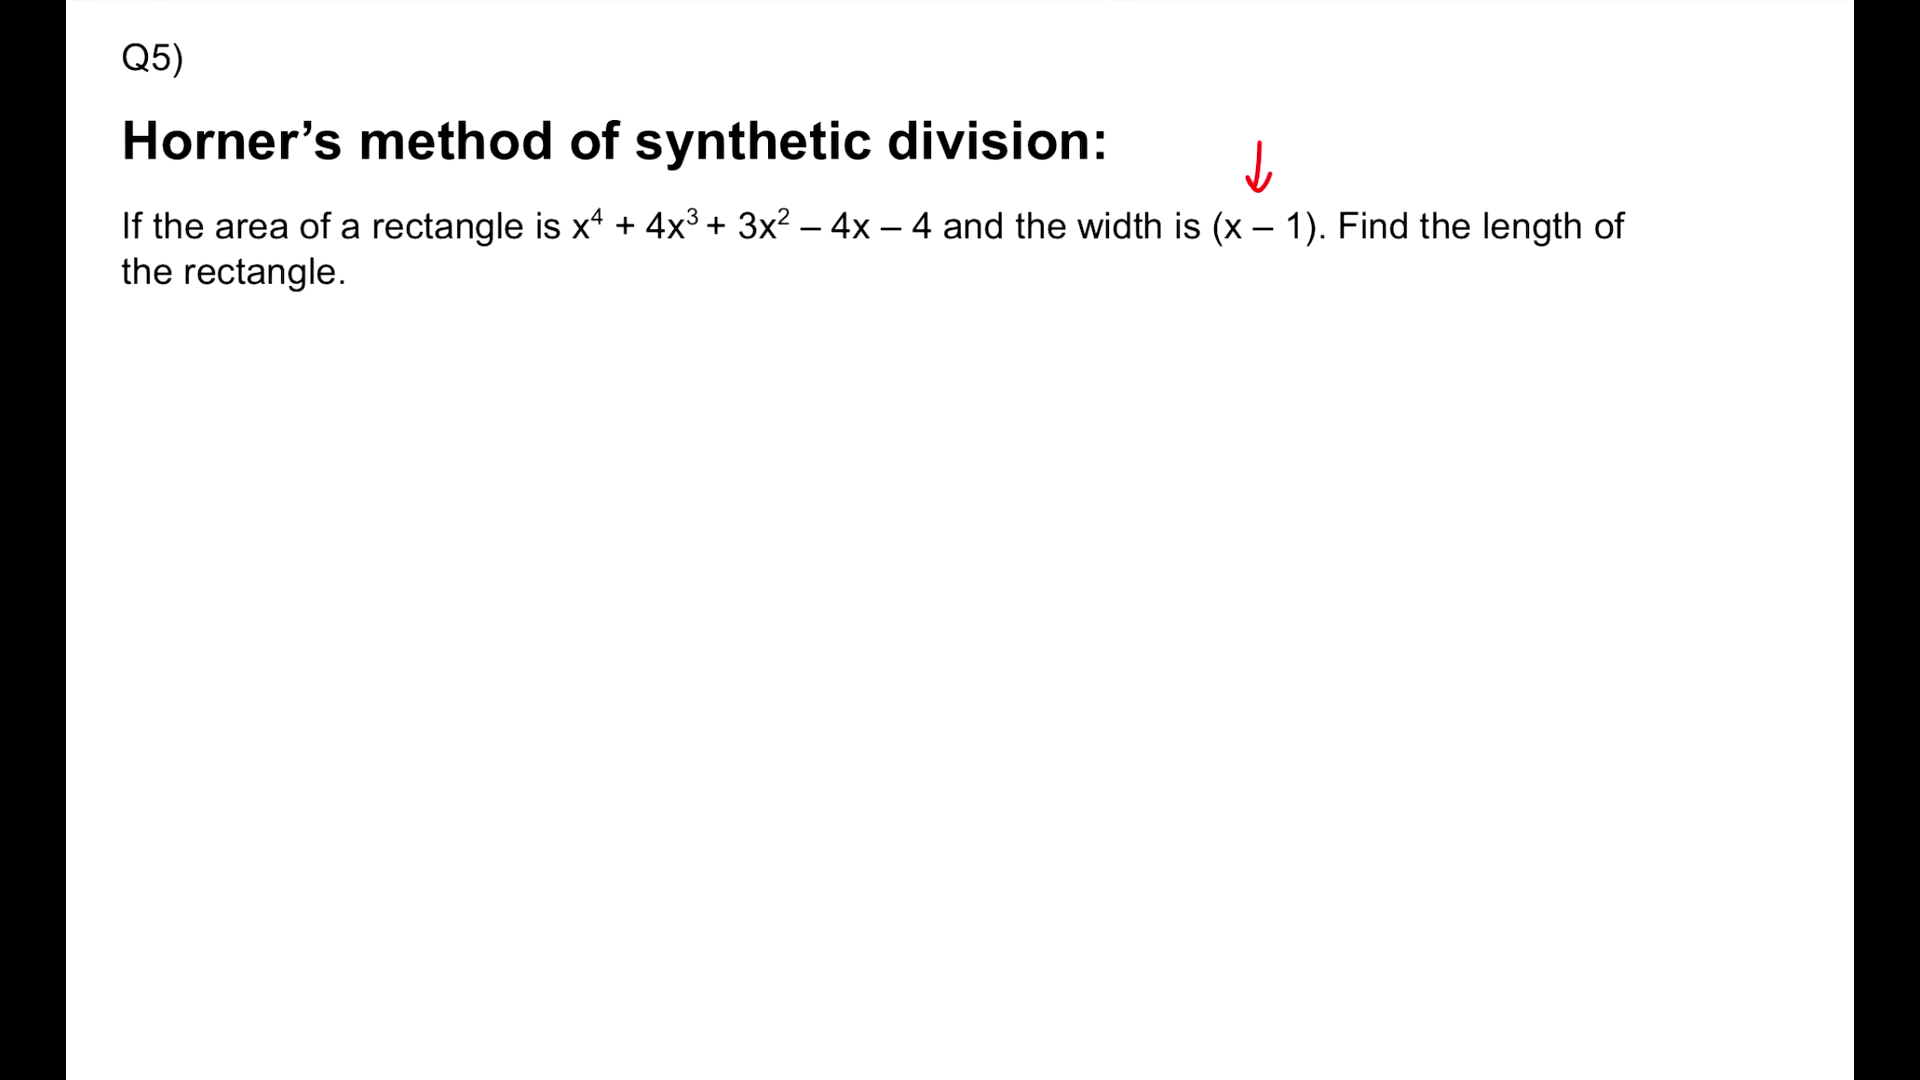 Q5)
Horner’s method of synthetic division:
If the area of a rectangle is x⁴ + 4x³ + 3x² – 4x – 4 and the width is (x – 1). Find the length of
the rectangle.